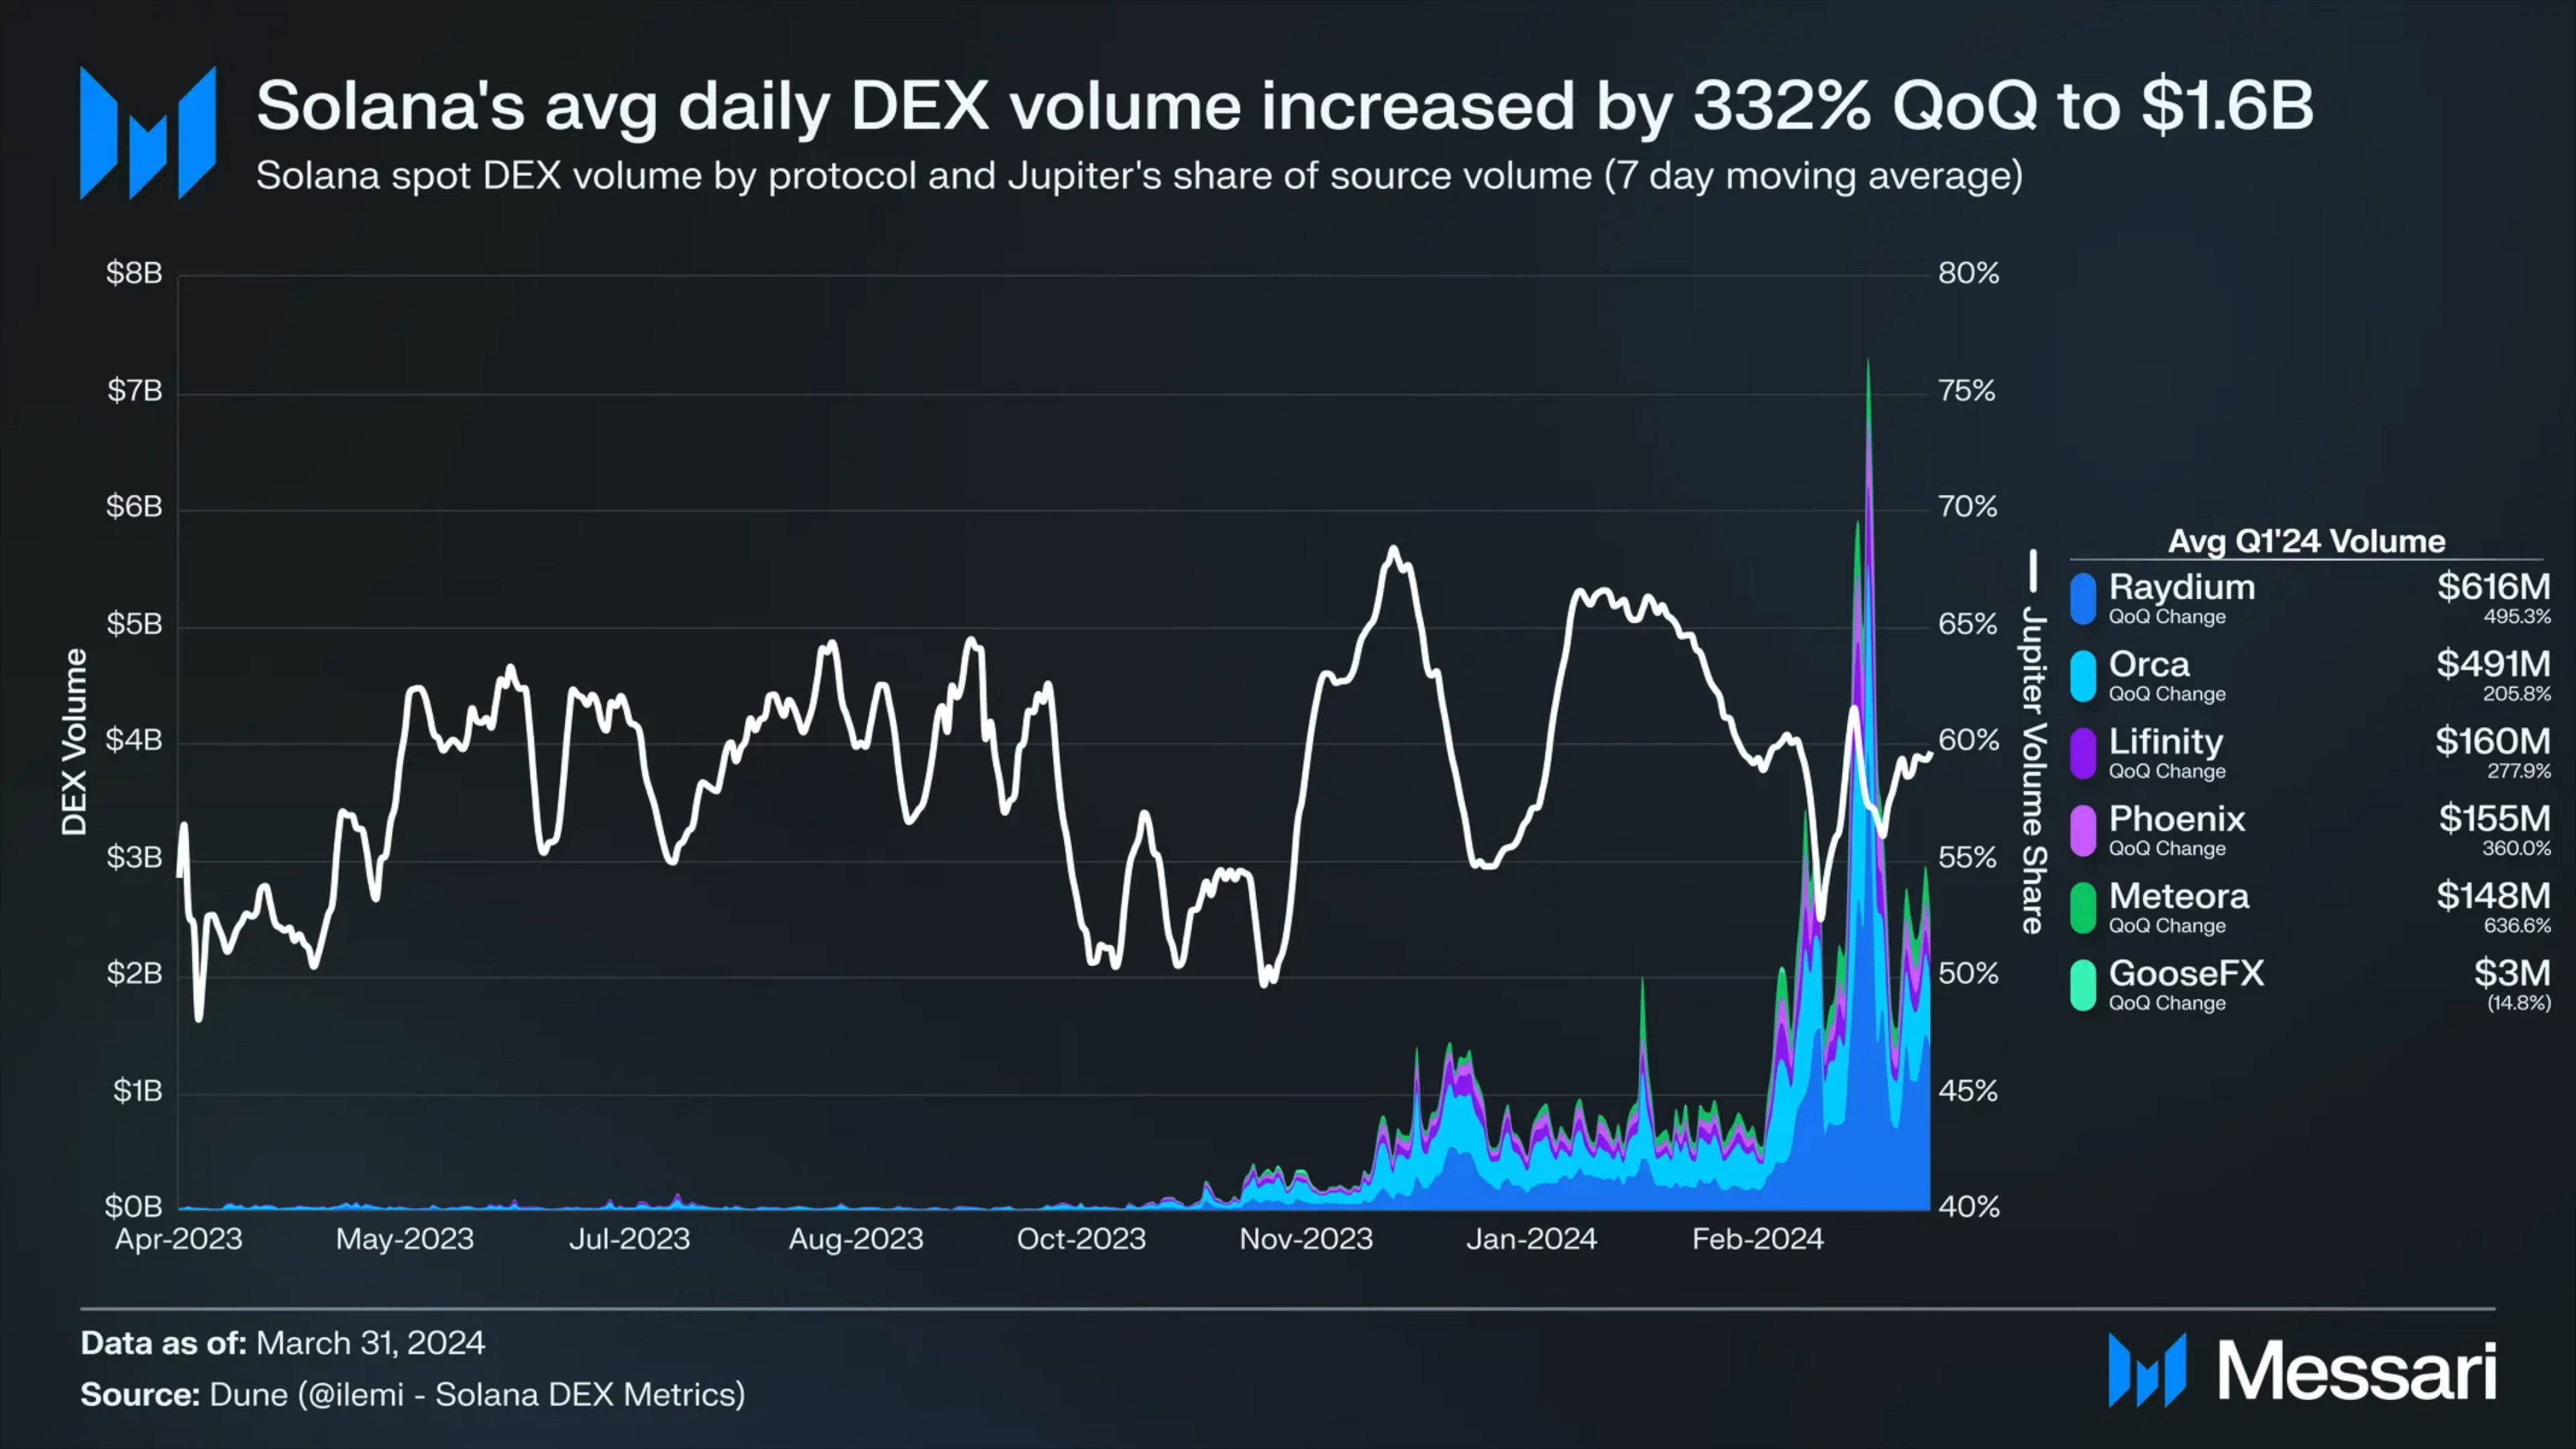 Solana's avg daily DEX volume increased by 332% QoQ to $1.6B
Solana spot DEX volume by protocol and Jupiter's share of source volume (7 day moving average)
DEX Volume
$8B
$7B
$6B
$5B
$4B
$3B
$2B
$1B
$0B
80%
75%
70%
65%
60%
55%
50%
45%
40%
Jupiter Volume Share
Apr-2023 May-2023 Jul-2023 Aug-2023 Oct-2023 Nov-2023 Jan-2024 Feb-2024
Avg Q1'24 Volume
Raydium $616M
QoQ Change 495.3%
Orca $491M
QoQ Change 205.8%
Lifinity $160M
QoQ Change 277.9%
Phoenix $155M
QoQ Change 360.0%
Meteora $148M
QoQ Change 636.6%
GooseFX $3M
QoQ Change (14.8%)
Data as of: March 31, 2024
Source: Dune (@ilemi - Solana DEX Metrics)
Messari